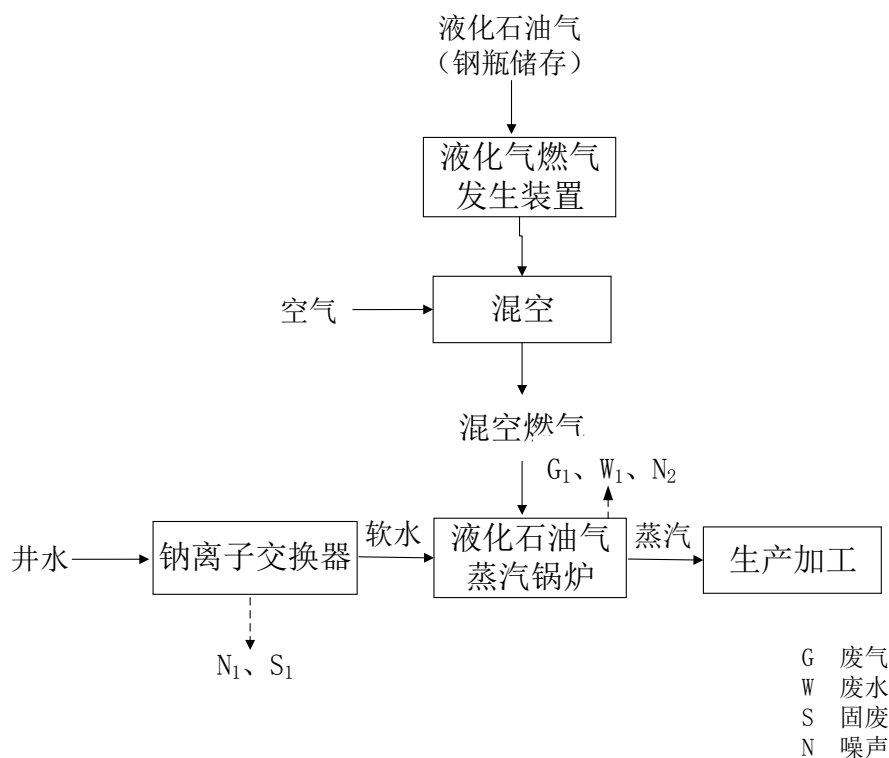 液化石油气
（钢瓶储存）
液化气燃气
发生装置
空气
混空
混空燃气
G₁、W₁、N₂
井水
钠离子交换器
软水
液化石油气
蒸汽锅炉
蒸汽
生产加工
N₁、S₁
G 废气
W 废水
S 固废
N 噪声